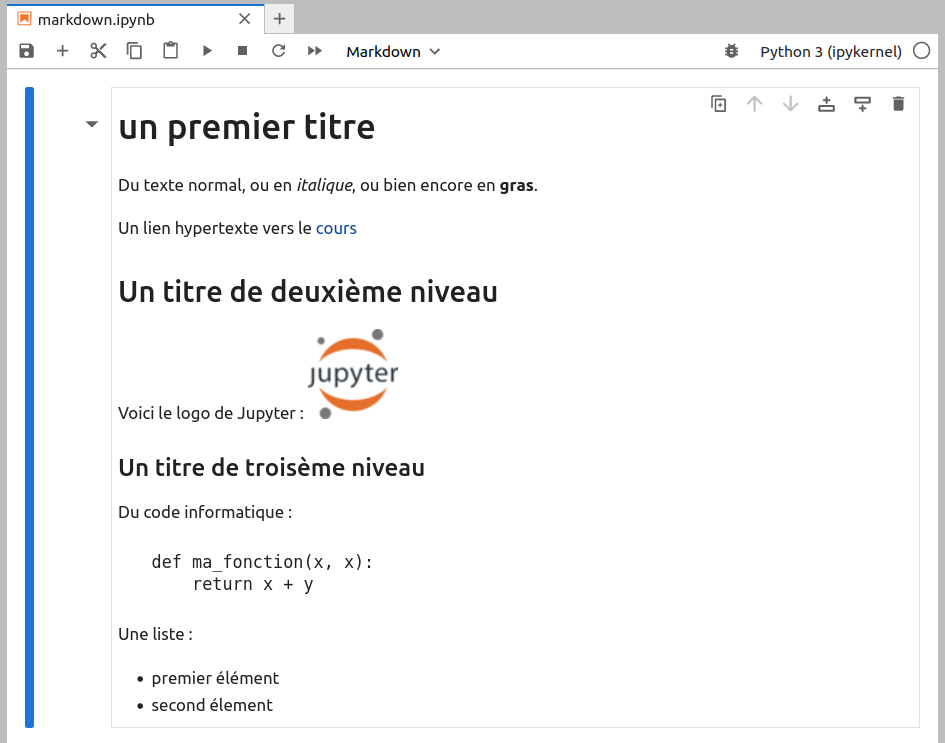 markdown.ipynb
Markdown
Python 3 (ipykernel)
un premier titre
Du texte normal, ou en italique, ou bien encore en gras.
Un lien hypertexte vers le cours
Un titre de deuxième niveau
jupyter
Voici le logo de Jupyter :
Un titre de troisème niveau
Du code informatique :
def ma_fonction(x, x):
    return x + y
Une liste :
• premier élément
• second élement